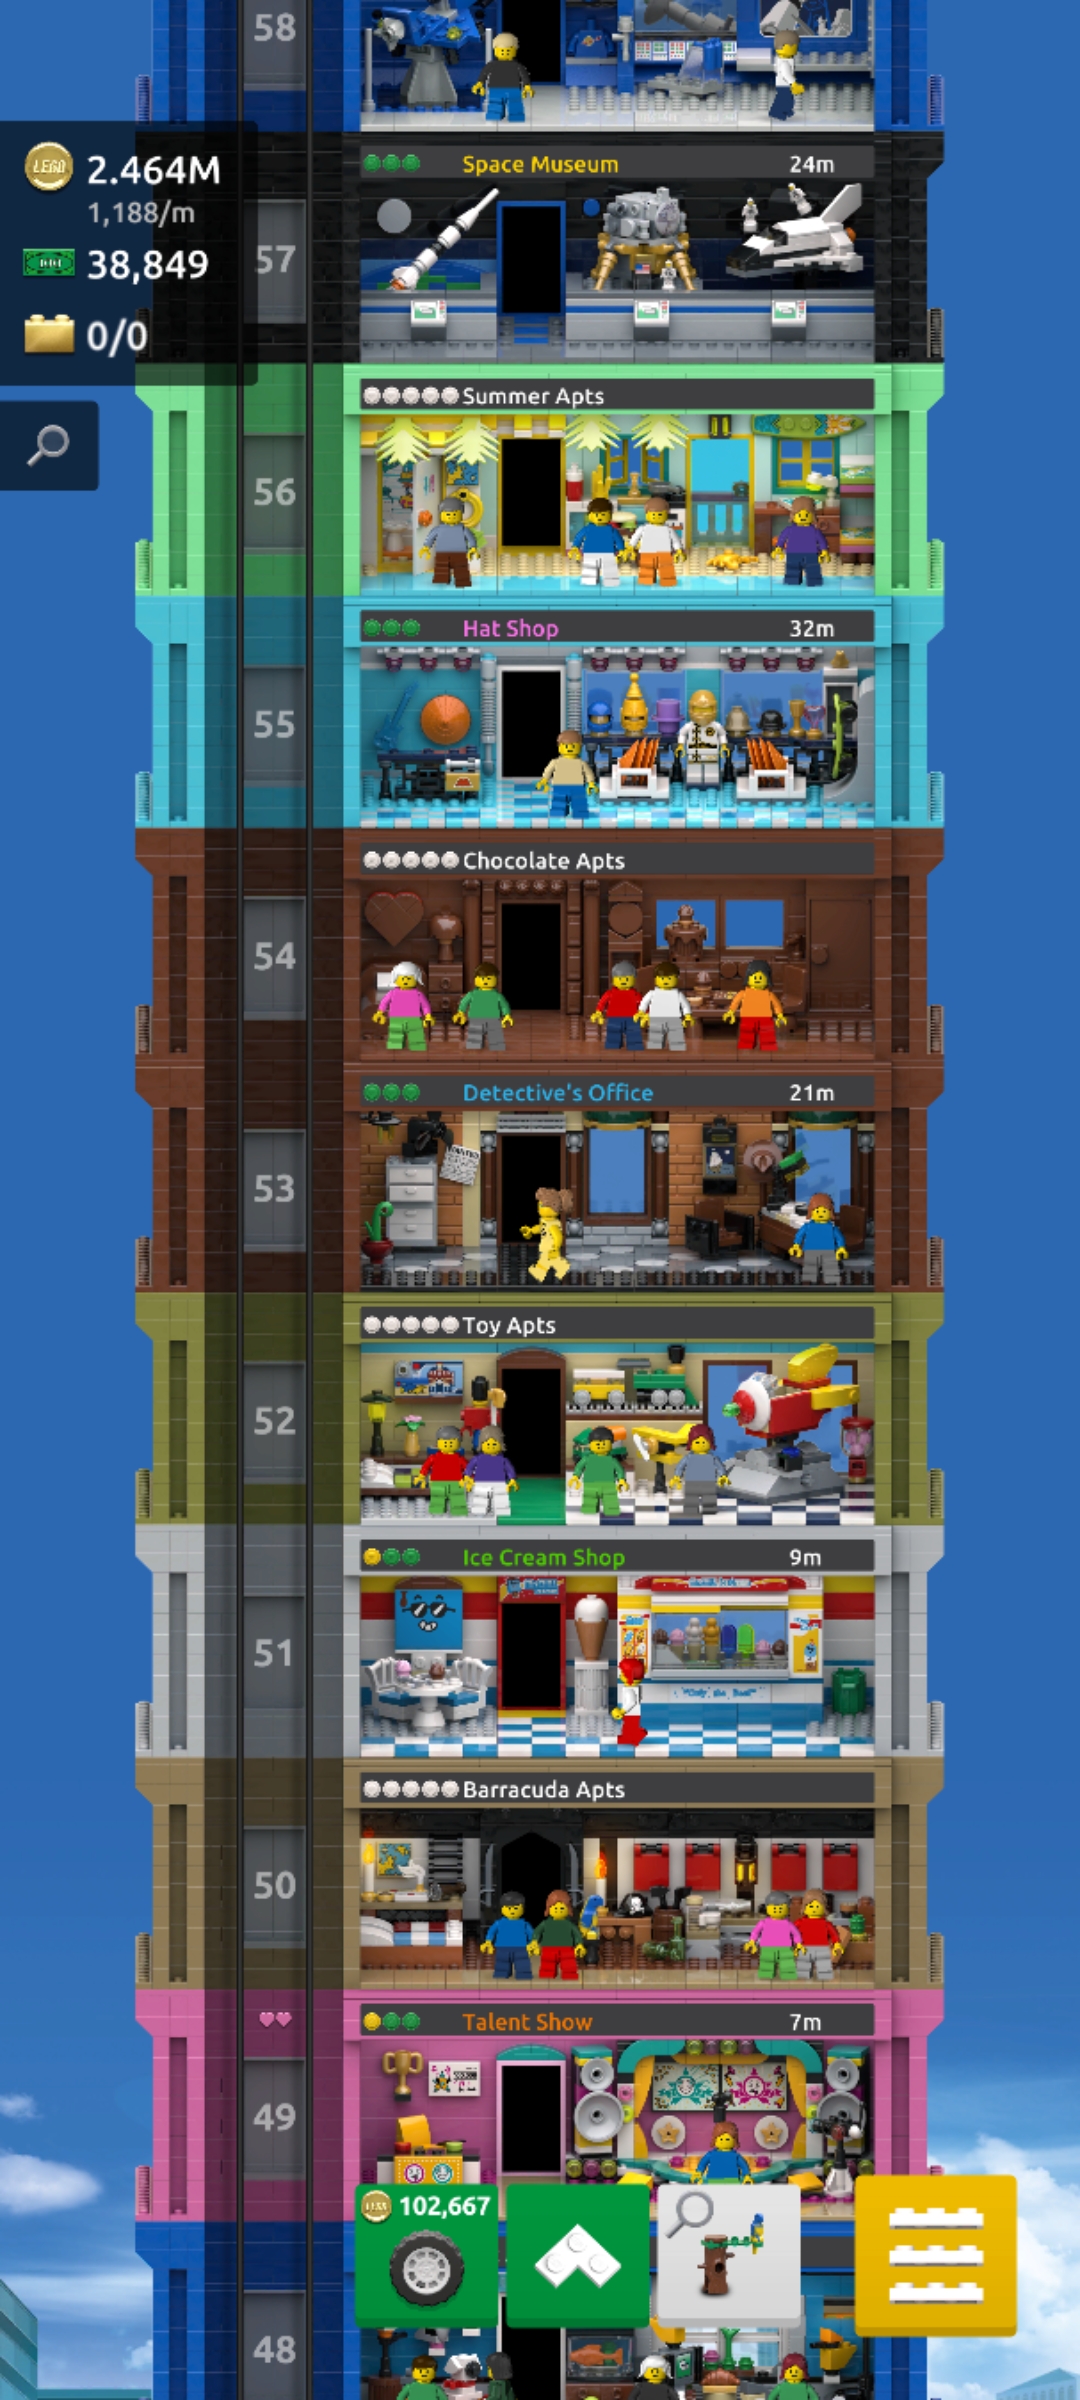 58
LEGO 2.464M
1,188/m
38,849
0/0
Space Museum 24m
57
Summer Apts
56
Hat Shop 32m
55
Chocolate Apts
54
Detective's Office 21m
53
Toy Apts
52
Ice Cream Shop 9m
51
Barracuda Apts
50
Talent Show 7m
49
LEGO 102,667
48